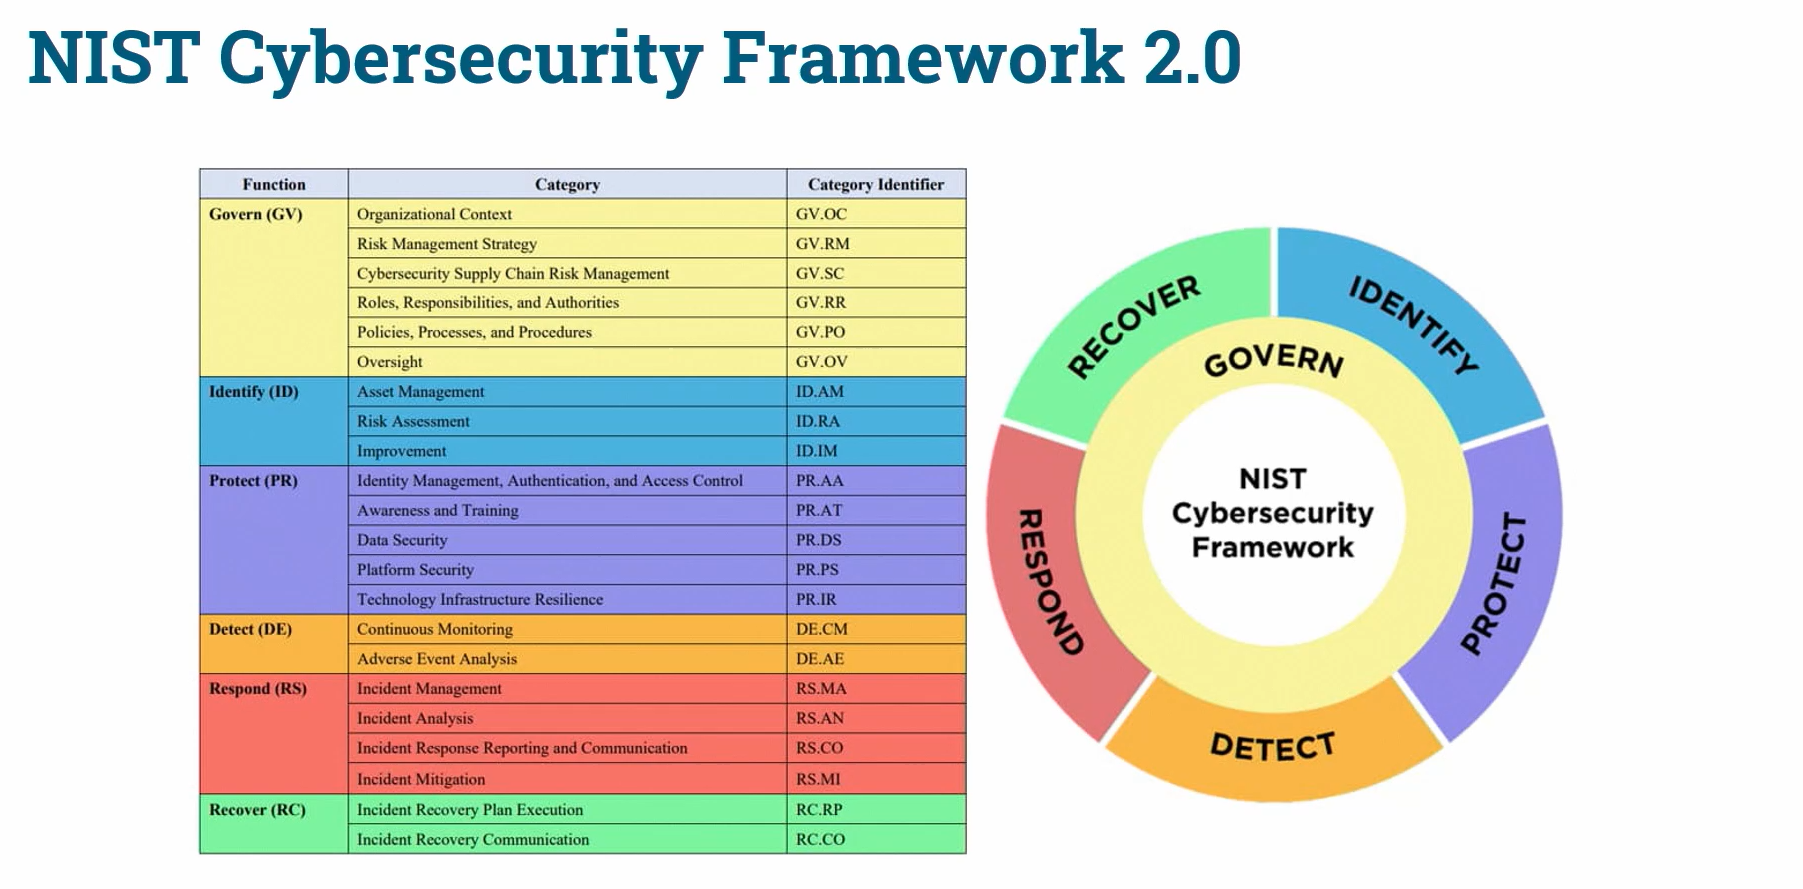 NIST Cybersecurity Framework 2.0
Function Category Category Identifier
Govern (GV) Organizational Context GV.OC
Risk Management Strategy GV.RM
Cybersecurity Supply Chain Risk Management GV.SC
Roles, Responsibilities, and Authorities GV.RR
Policies, Processes, and Procedures GV.PO
Oversight GV.OV
Identify (ID) Asset Management ID.AM
Risk Assessment ID.RA
Improvement ID.IM
Protect (PR) Identity Management, Authentication, and Access Control PR.AA
Awareness and Training PR.AT
Data Security PR.DS
Platform Security PR.PS
Technology Infrastructure Resilience PR.IR
Detect (DE) Continuous Monitoring DE.CM
Adverse Event Analysis DE.AE
Respond (RS) Incident Management RS.MA
Incident Analysis RS.AN
Incident Response Reporting and Communication RS.CO
Incident Mitigation RS.MI
Recover (RC) Incident Recovery Plan Execution RC.RP
Incident Recovery Communication RC.CO
RECOVER
IDENTIFY
GOVERN
NIST
Cybersecurity
Framework
RESPOND
PROTECT
DETECT